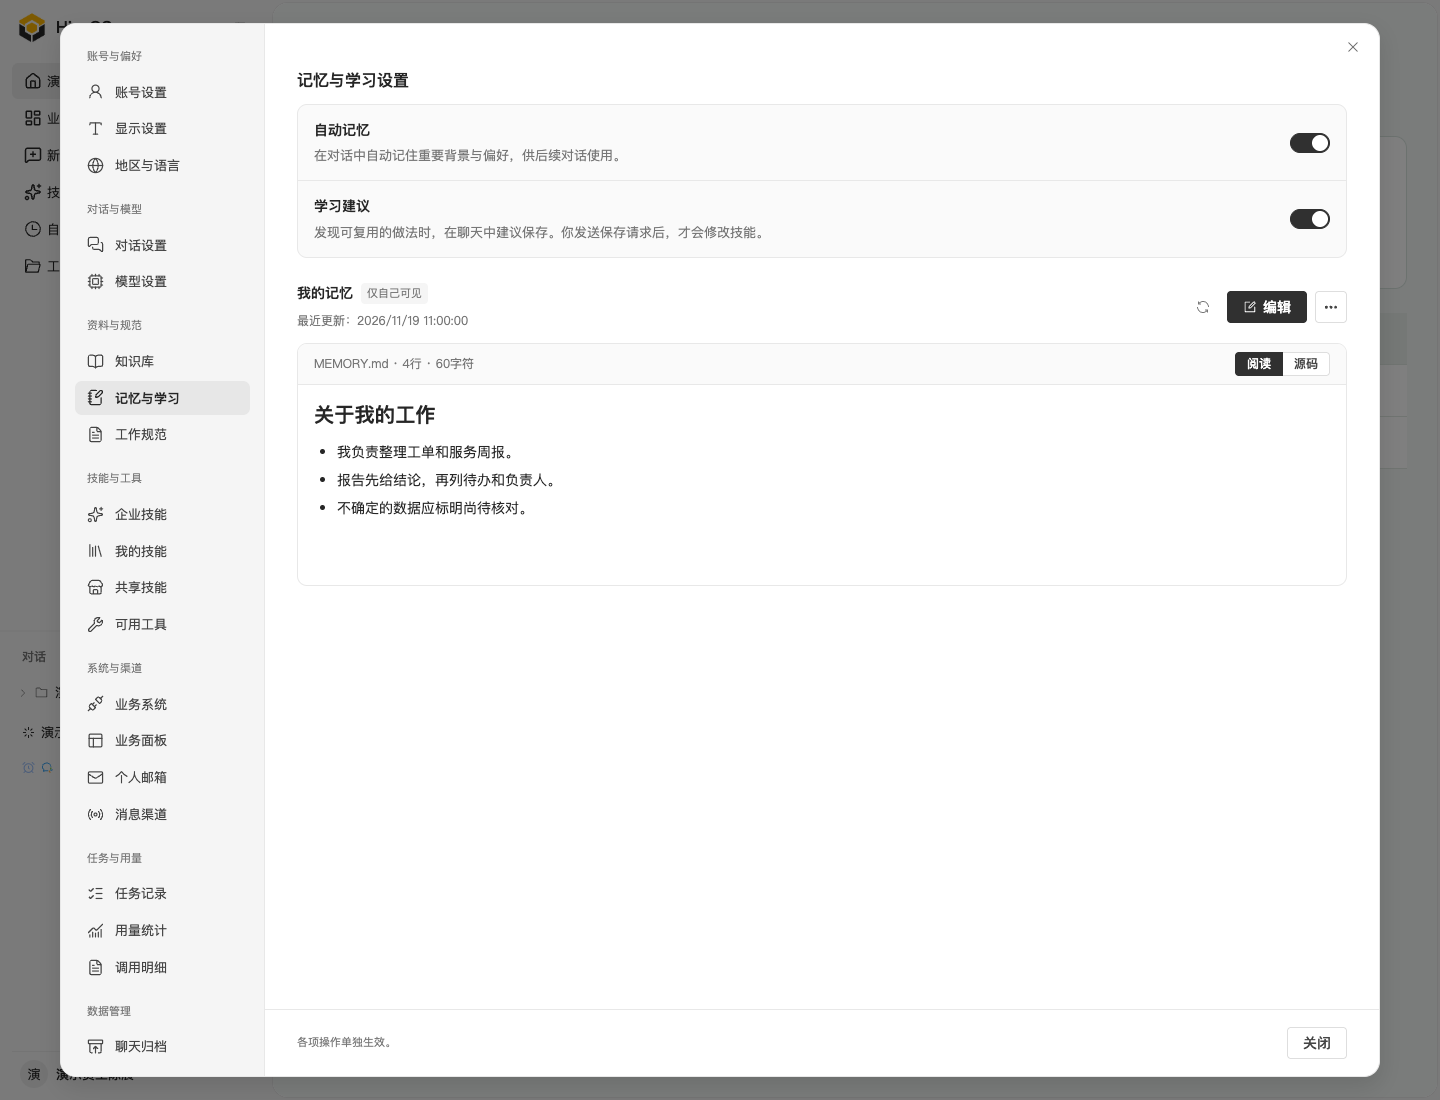 账号与偏好
账号设置
显示设置
地区与语言
对话与模型
对话设置
模型设置
资料与规范
知识库
记忆与学习
工作规范
技能与工具
企业技能
我的技能
共享技能
可用工具
系统与渠道
业务系统
业务面板
个人邮箱
消息渠道
任务与用量
任务记录
用量统计
调用明细
数据管理
聊天归档
记忆与学习设置
自动记忆
在对话中自动记住重要背景与偏好，供后续对话使用。
学习建议
发现可复用的做法时，在聊天中建议保存。你发送保存请求后，才会修改技能。
我的记忆 仅自己可见
最近更新：2026/11/19 11:00:00
编辑
MEMORY.md · 4行 · 60字符
阅读 源码
关于我的工作
我负责整理工单和服务周报。
报告先给结论，再列待办和负责人。
不确定的数据应标明尚待核对。
各项操作单独生效。
关闭
演
业
新
技
自
工
对话
演示
演